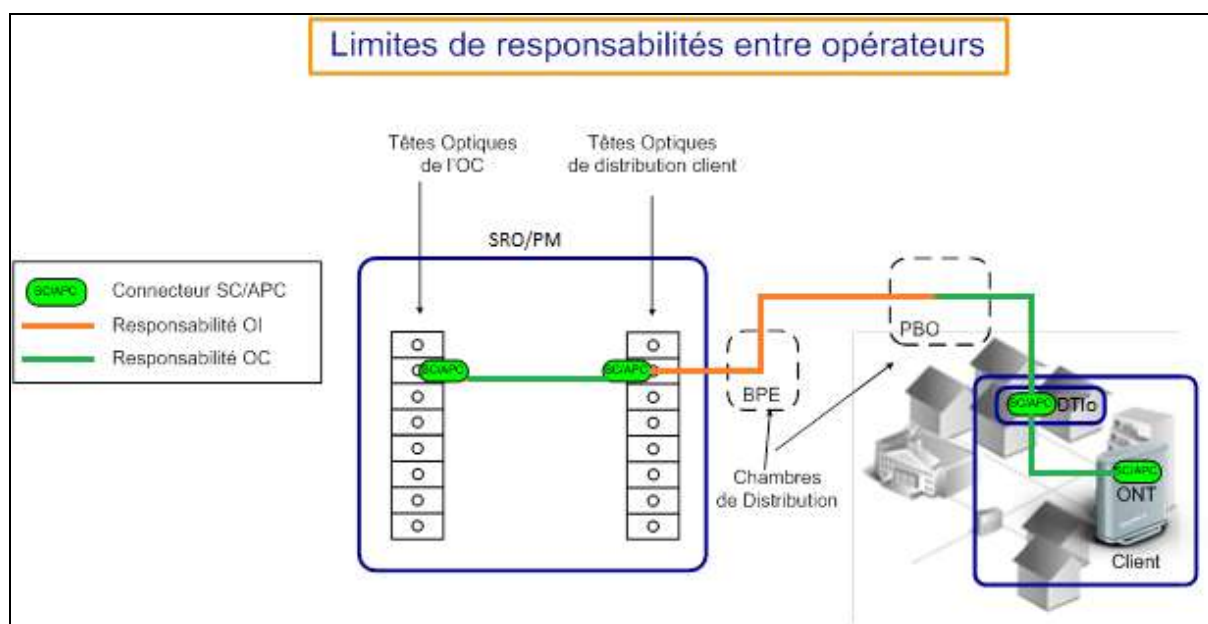 Limites de responsabilités entre opérateurs
Têtes Optiques
de l'OC
Têtes Optiques
de distribution client
SRO/PM
SC/APC
Connecteur SC/APC
Responsabilité OI
Responsabilité OC
SC/APC
SC/APC
BPE
PBO
SC/APC
DTIo
Chambres
de Distribution
SC/APC
ONT
Client